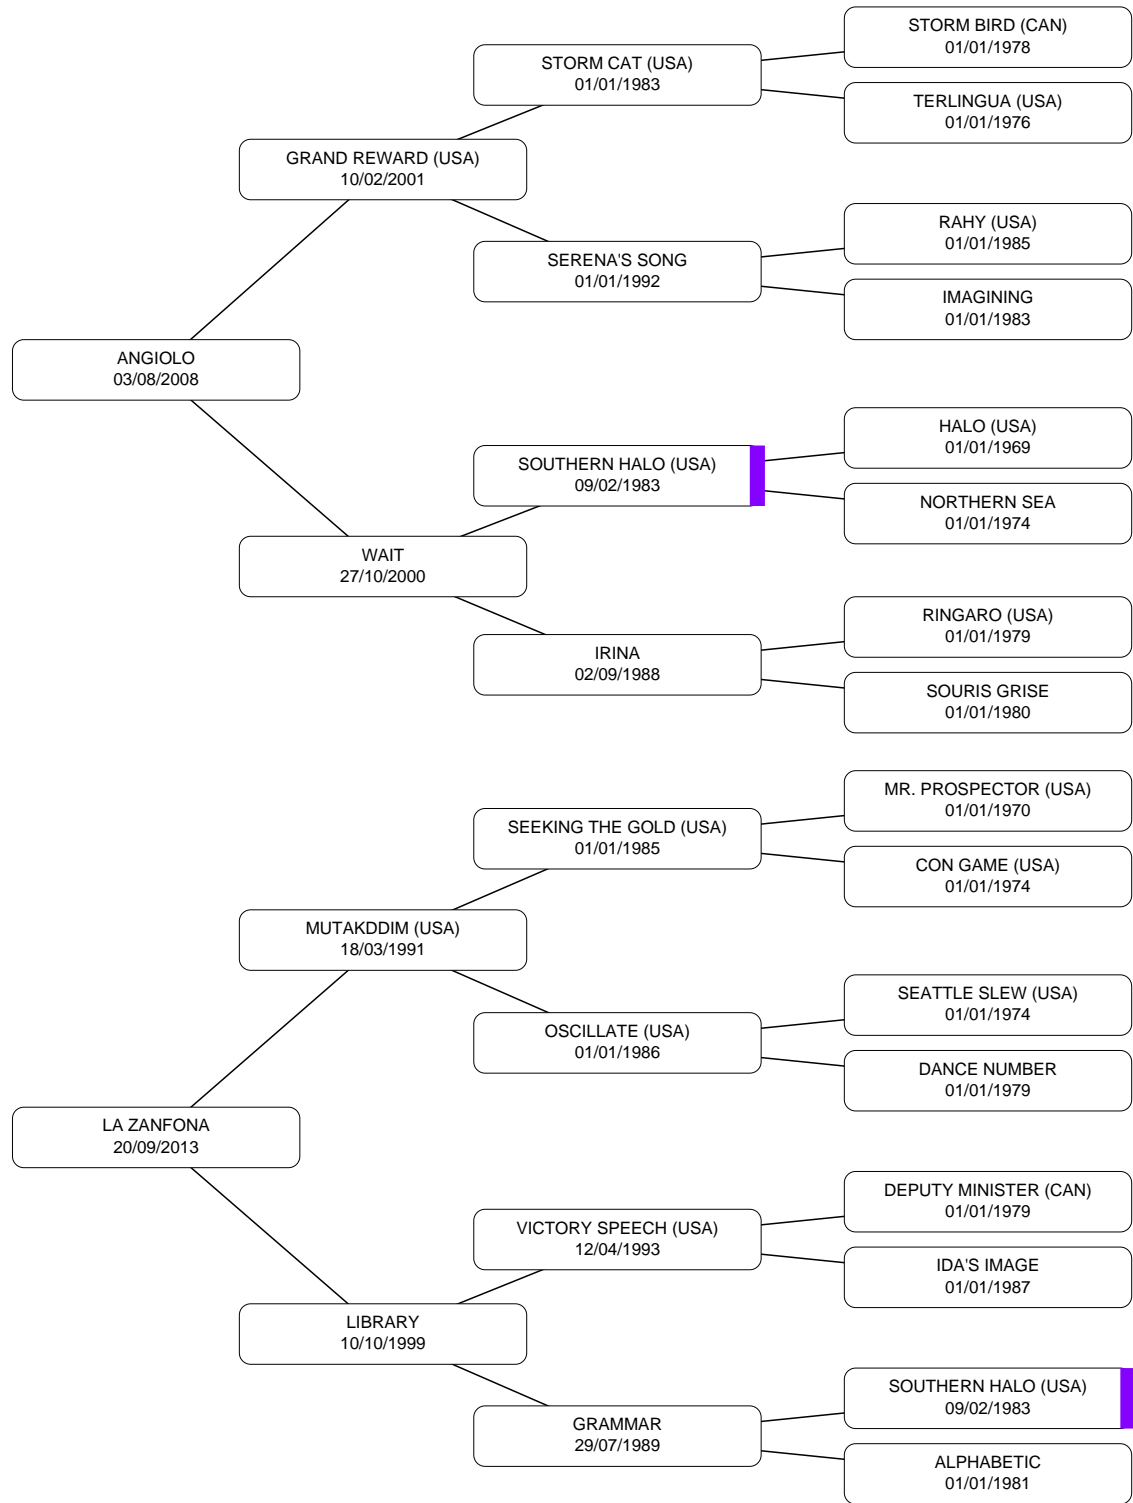 STORM BIRD (CAN)
01/01/1978
STORM CAT (USA)
01/01/1983
TERLINGUA (USA)
01/01/1976
GRAND REWARD (USA)
10/02/2001
RAHY (USA)
01/01/1985
SERENA'S SONG
01/01/1992
IMAGINING
01/01/1983
ANGIOLO
03/08/2008
HALO (USA)
01/01/1969
SOUTHERN HALO (USA)
09/02/1983
NORTHERN SEA
01/01/1974
WAIT
27/10/2000
RINGARO (USA)
01/01/1979
IRINA
02/09/1988
SOURIS GRISE
01/01/1980
MR. PROSPECTOR (USA)
01/01/1970
SEEKING THE GOLD (USA)
01/01/1985
CON GAME (USA)
01/01/1974
MUTAKDDIM (USA)
18/03/1991
SEATTLE SLEW (USA)
01/01/1974
OSCILLATE (USA)
01/01/1986
DANCE NUMBER
01/01/1979
LA ZANFONA
20/09/2013
DEPUTY MINISTER (CAN)
01/01/1979
VICTORY SPEECH (USA)
12/04/1993
IDA'S IMAGE
01/01/1987
LIBRARY
10/10/1999
SOUTHERN HALO (USA)
09/02/1983
GRAMMAR
29/07/1989
ALPHABETIC
01/01/1981